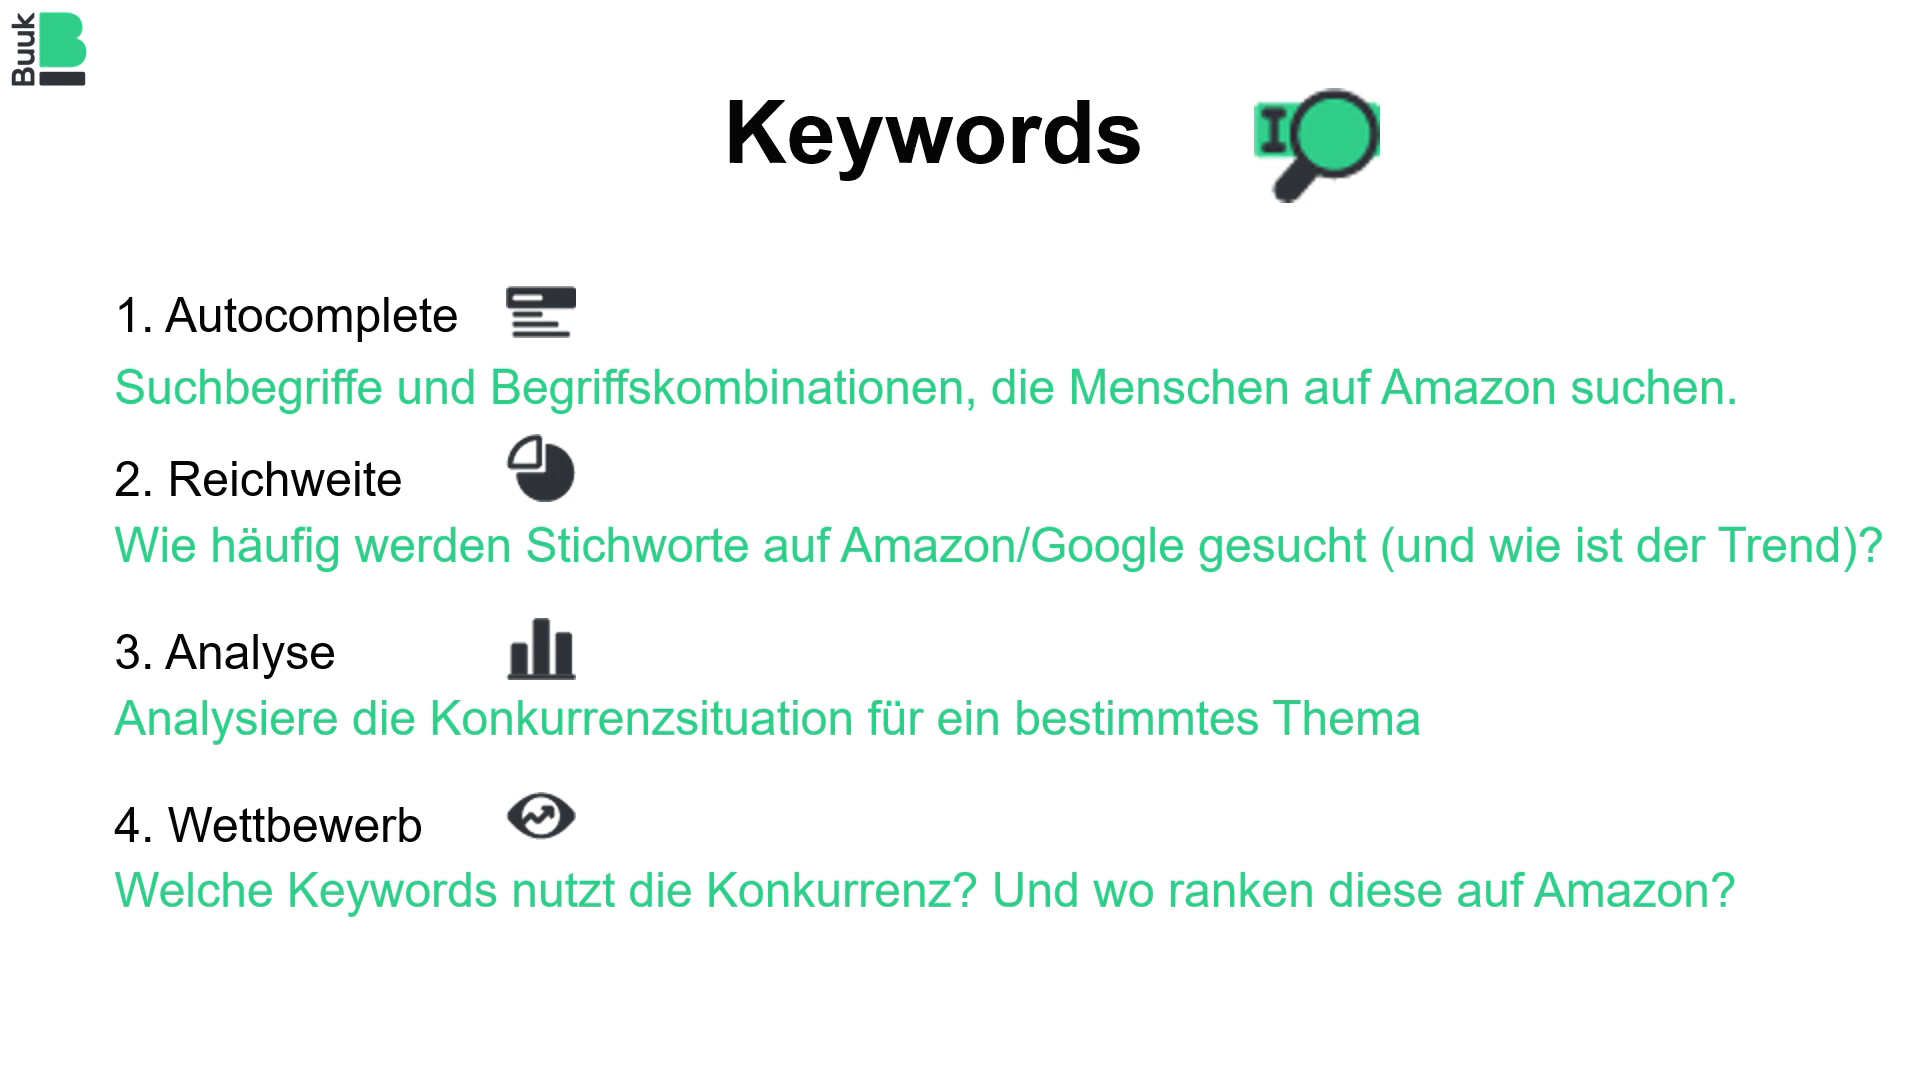 Buuk
Keywords
1. Autocomplete
Suchbegriffe und Begriffskombinationen, die Menschen auf Amazon suchen.
2. Reichweite
Wie häufig werden Stichworte auf Amazon/Google gesucht (und wie ist der Trend)?
3. Analyse
Analysiere die Konkurrenzsituation für ein bestimmtes Thema
4. Wettbewerb
Welche Keywords nutzt die Konkurrenz? Und wo ranken diese auf Amazon?